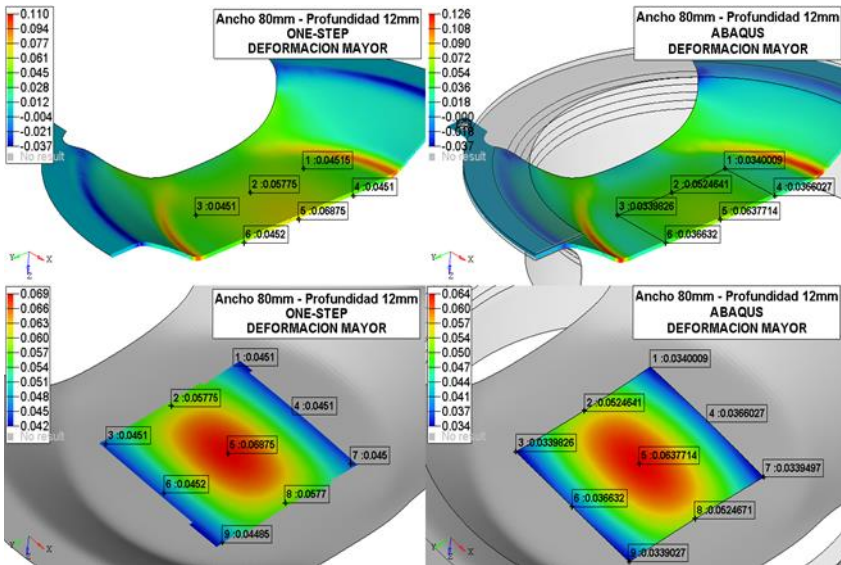 0.110
0.094
0.077
0.061
0.045
0.028
0.012
-0.004
-0.021
-0.037
No result
Ancho 80mm - Profundidad 12mm
ONE-STEP
DEFORMACION MAYOR
1 :0.04515
2 :0.05775
3 :0.0451
4 :0.0451
5 :0.06875
6 :0.0452
Y
X
Z
0.126
0.108
0.090
0.072
0.054
0.036
0.018
-0.000
-0.018
-0.037
No result
Ancho 80mm - Profundidad 12mm
ABAQUS
DEFORMACION MAYOR
1 :0.0340009
2 :0.0524641
3 :0.0339826
4 :0.0366027
5 :0.0637714
6 :0.036632
Y
X
Z
0.069
0.066
0.063
0.060
0.057
0.054
0.051
0.048
0.045
0.042
No result
Ancho 80mm - Profundidad 12mm
ONE-STEP
DEFORMACION MAYOR
1 :0.0451
2 :0.05775
3 :0.0451
4 :0.0451
5 :0.06875
6 :0.0452
7 :0.045
8 :0.0577
9 :0.04485
Y
X
Z
0.064
0.060
0.057
0.054
0.050
0.047
0.044
0.041
0.037
0.034
No result
Ancho 80mm - Profundidad 12mm
ABAQUS
DEFORMACION MAYOR
1 :0.0340009
2 :0.0524641
3 :0.0339826
4 :0.0366027
5 :0.0637714
6 :0.036632
7 :0.0339497
8 :0.0524671
9 :0.0339027
Y
X
Z